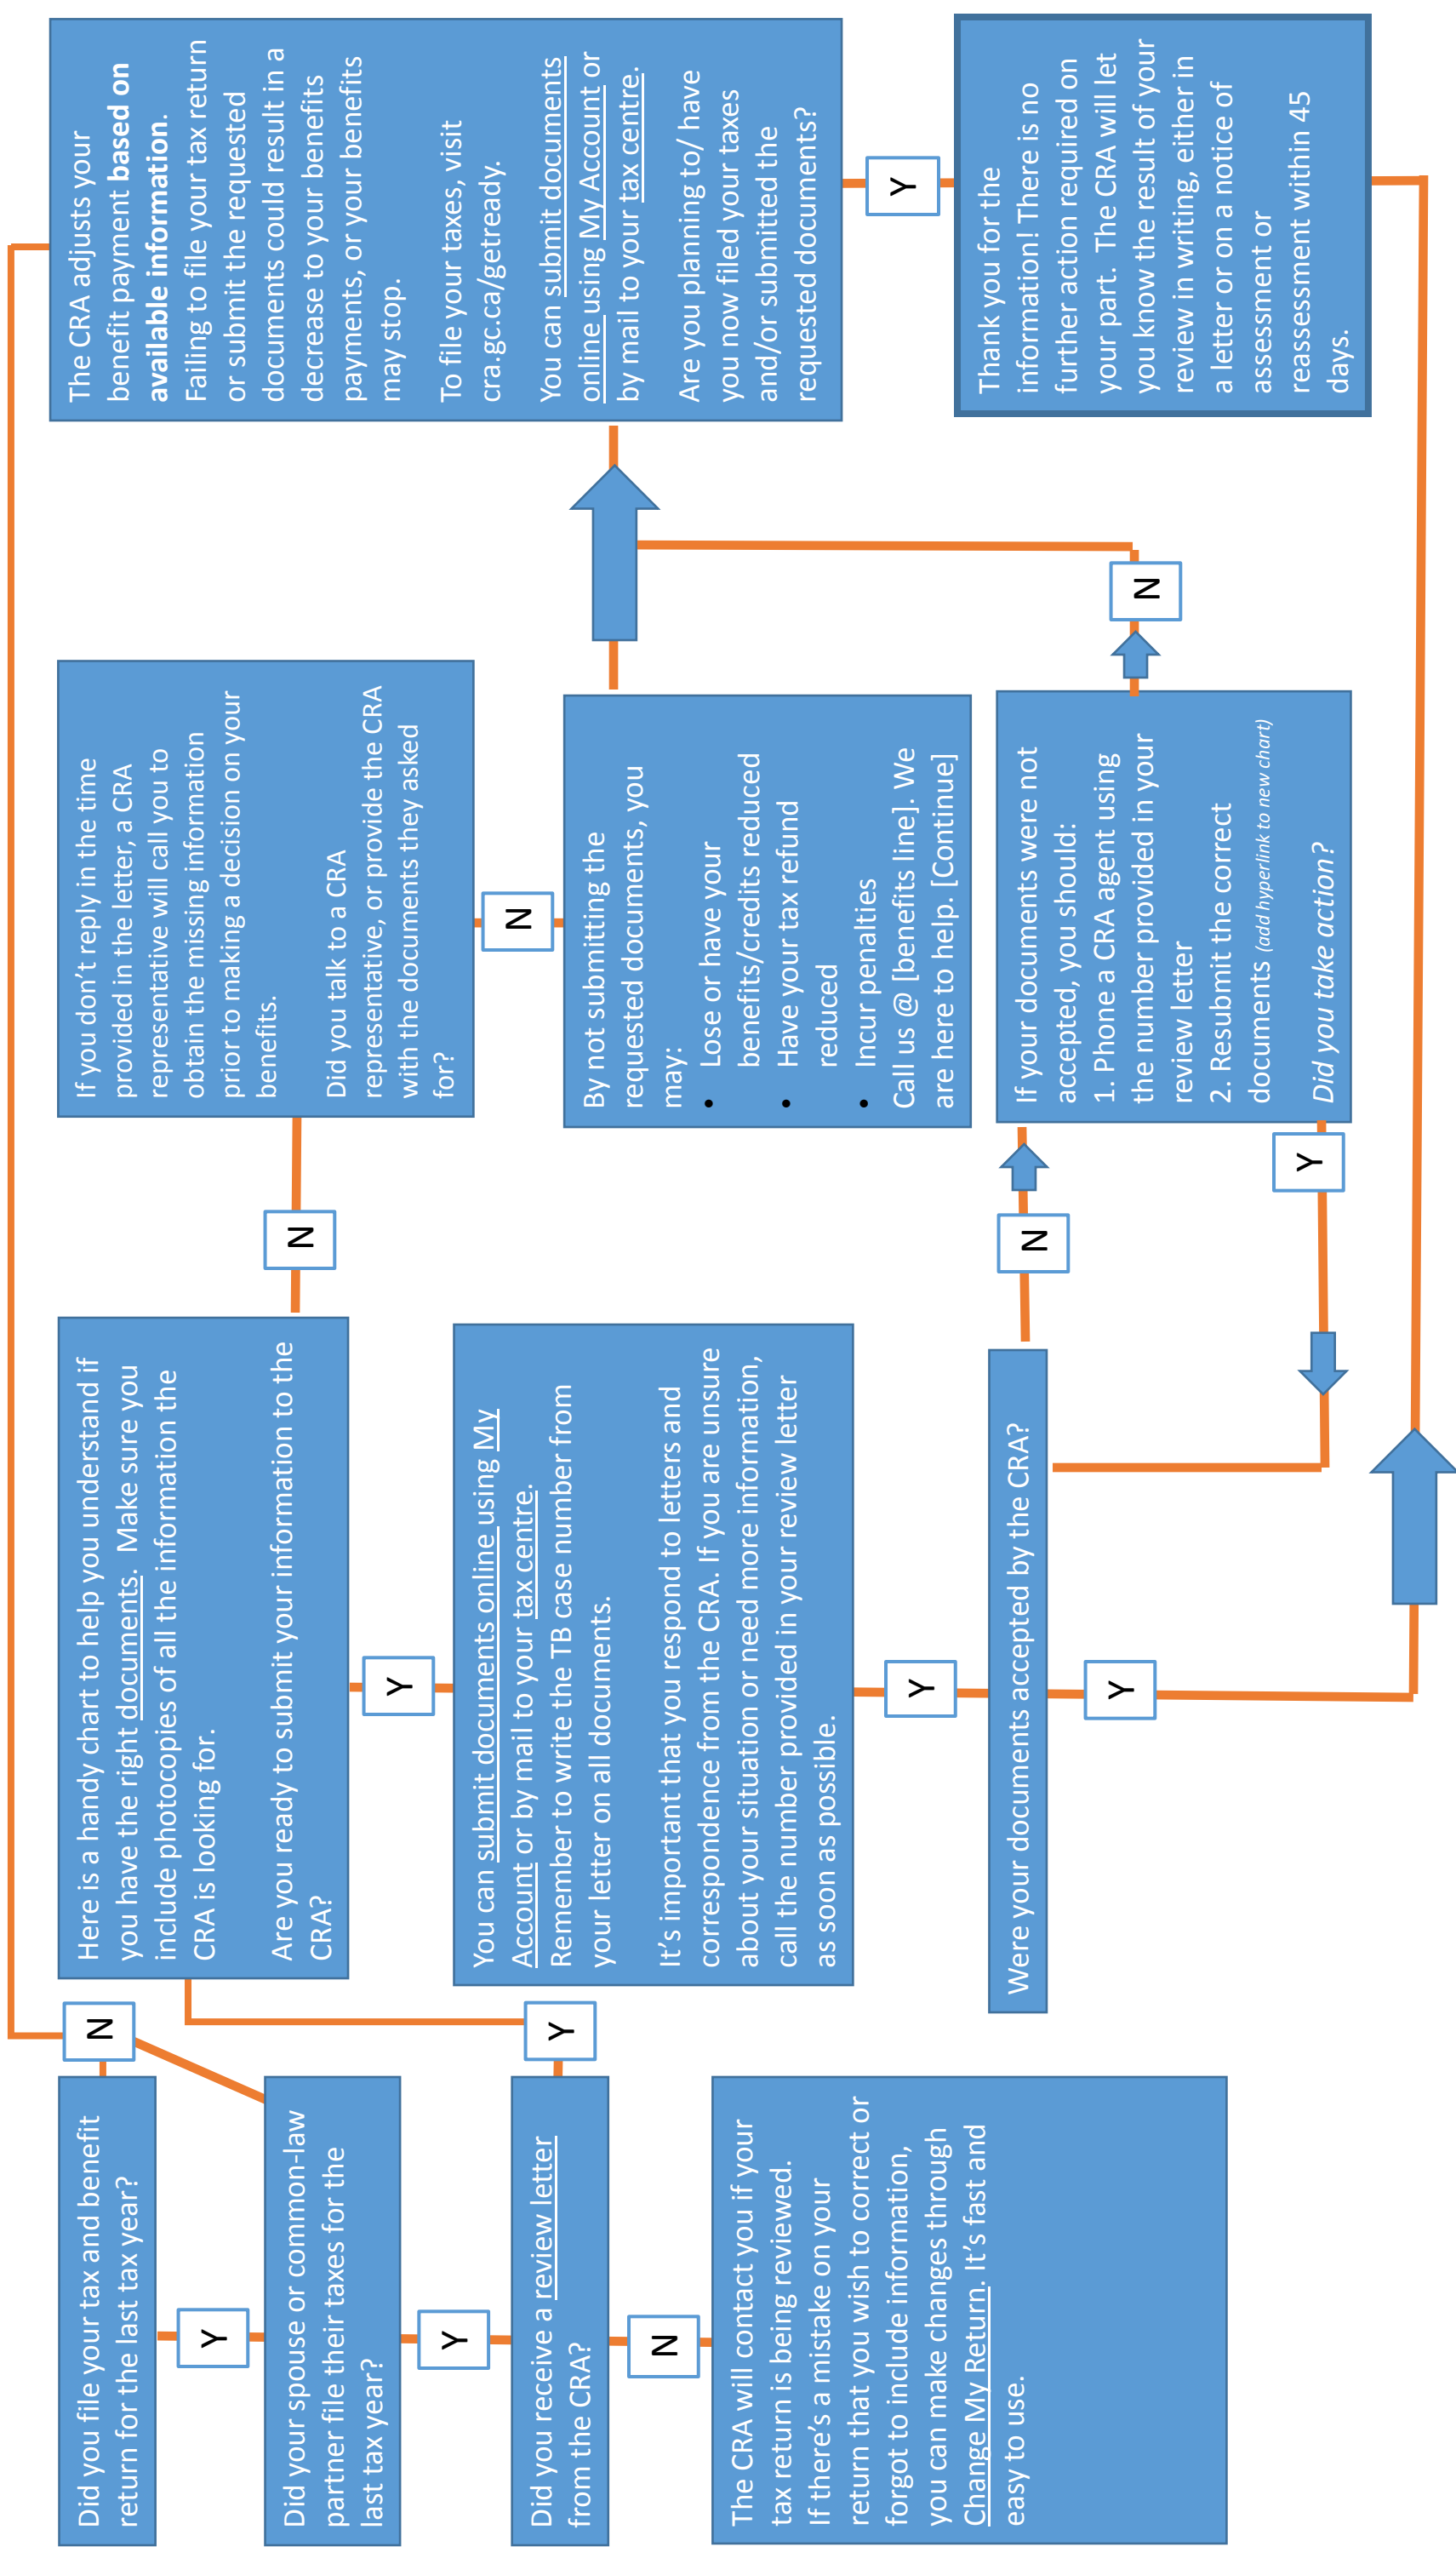 Did you file your tax and benefit
return for the last tax year?
N
Y
Did your spouse or common-law
partner file their taxes for the
last tax year?
Y
Did you receive a review letter
from the CRA?
Y
N
The CRA will contact you if your
tax return is being reviewed.
If there's a mistake on your
return that you wish to correct or
forgot to include information,
you can make changes through
Change My Return. It's fast and
easy to use.
Here is a handy chart to help you understand if
you have the right documents. Make sure you
include photocopies of all the information the
CRA is looking for.
Are you ready to submit your information to the
CRA?
N
Y
You can submit documents online using My
Account or by mail to your tax centre.
Remember to write the TB case number from
your letter on all documents.
It's important that you respond to letters and
correspondence from the CRA. If you are unsure
about your situation or need more information,
call the number provided in your review letter
as soon as possible.
Y
Were your documents accepted by the CRA?
N
Y
If you don't reply in the time
provided in the letter, a CRA
representative will call you to
obtain the missing information
prior to making a decision on your
benefits.
Did you talk to a CRA
representative, or provide the CRA
with the documents they asked
for?
N
By not submitting the
requested documents, you
may:
• Lose or have your
benefits/credits reduced
• Have your tax refund
reduced
• Incur penalties
Call us @ [benefits line]. We
are here to help. [Continue]
If your documents were not
accepted, you should:
1. Phone a CRA agent using
the number provided in your
review letter
2. Resubmit the correct
documents (add hyperlink to new chart)
Did you take action?
Y
N
The CRA adjusts your
benefit payment based on
available information.
Failing to file your tax return
or submit the requested
documents could result in a
decrease to your benefits
payments, or your benefits
may stop.
To file your taxes, visit
cra.gc.ca/getready.
You can submit documents
online using My Account or
by mail to your tax centre.
Are you planning to/ have
you now filed your taxes
and/or submitted the
requested documents?
Y
Thank you for the
information! There is no
further action required on
your part. The CRA will let
you know the result of your
review in writing, either in
a letter or on a notice of
assessment or
reassessment within 45
days.